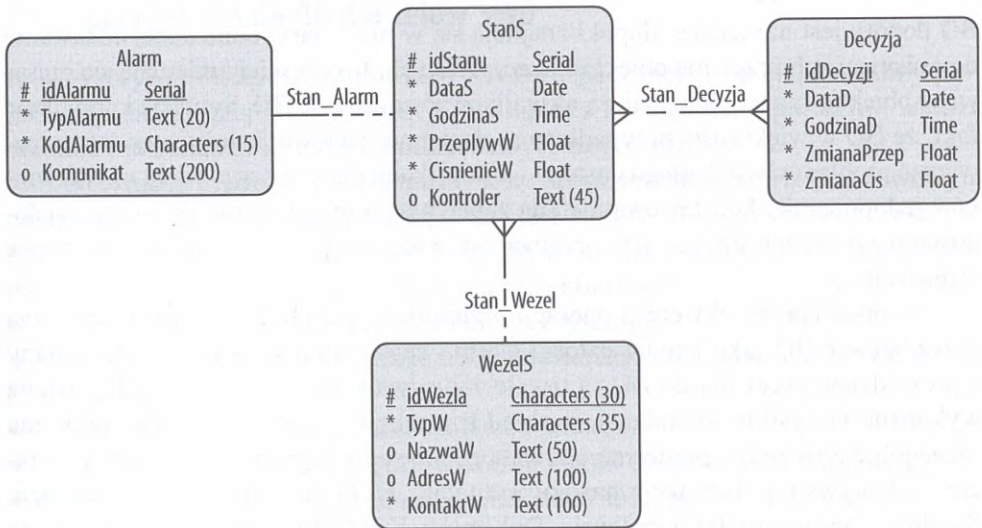 Alarm
# idAlarmu Serial
* TypAlarmu Text (20)
* KodAlarmu Characters (15)
o Komunikat Text (200)
Stan_Alarm
StanS
# idStanu Serial
* DataS Date
* GodzinaS Time
* PrzeplywW Float
* CisnienieW Float
o Kontroler Text (45)
Stan_Decyzja
Decyzja
# idDecyzji Serial
* DataD Date
* GodzinaD Time
* ZmianaPrzep Float
* ZmianaCis Float
Stan_Wezel
WezelS
# idWezla Characters (30)
* TypW Characters (35)
* NazwaW Text (50)
o AdresW Text (100)
* KontaktW Text (100)